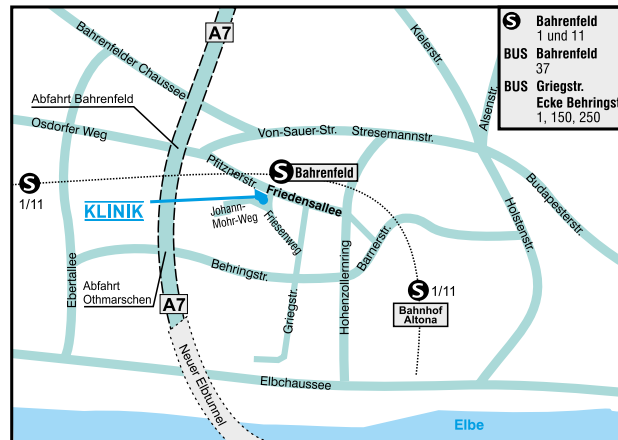 S Bahrenfeld
1 und 11
BUS Bahrenfeld
37
BUS Griegstr.
Ecke Behringst
1, 150, 250
A7
Bahrenfelder Chaussee
Kielerstr.
Alsenstr.
Abfahrt Bahrenfeld
Osdorfer Weg
Von-Sauer-Str.
Stresemannstr.
Pfitznerstr.
S Bahrenfeld
Budapesterstr.
S
1/11
Friedensallee
KLINIK
Johann-
Mohr-Weg
Friesenweg
Holstenstr.
Barnerstr.
Behringstr.
Ebertallee
Abfahrt
Othmarschen
Griegstr.
Hohenzollernring
S 1/11
Bahnhof
Altona
A7
Neuer Elbtunnel
Elbchaussee
Elbe